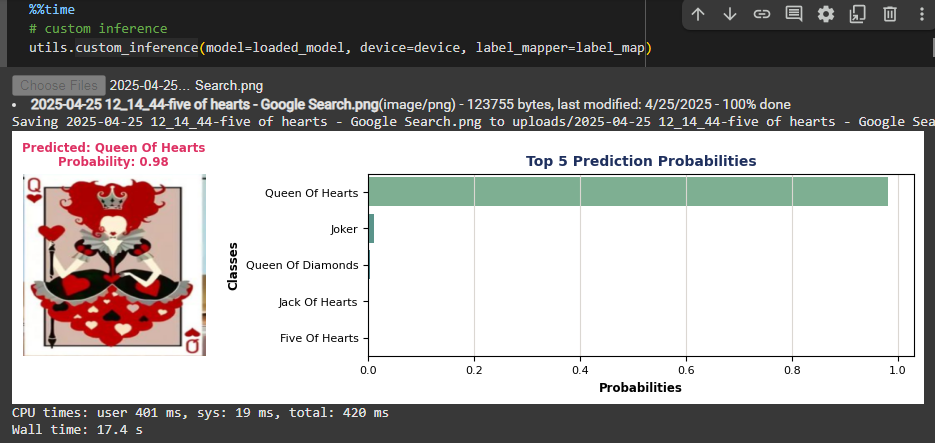 %%time
# custom inference
utils.custom_inference(model=loaded_model, device=device, label_mapper=label_map)
Choose Files 2025-04-25... Search.png
• 2025-04-25 12_14_44-five of hearts - Google Search.png(image/png) - 123755 bytes, last modified: 4/25/2025 - 100% done
Saving 2025-04-25 12_14_44-five of hearts - Google Search.png to uploads/2025-04-25 12_14_44-five of hearts - Google Sea
Predicted: Queen Of Hearts
Probability: 0.98
Q
Q
Top 5 Prediction Probabilities
Classes
Queen Of Hearts
Joker
Queen Of Diamonds
Jack Of Hearts
Five Of Hearts
0.0 0.2 0.4 0.6 0.8 1.0
Probabilities
CPU times: user 401 ms, sys: 19 ms, total: 420 ms
Wall time: 17.4 s